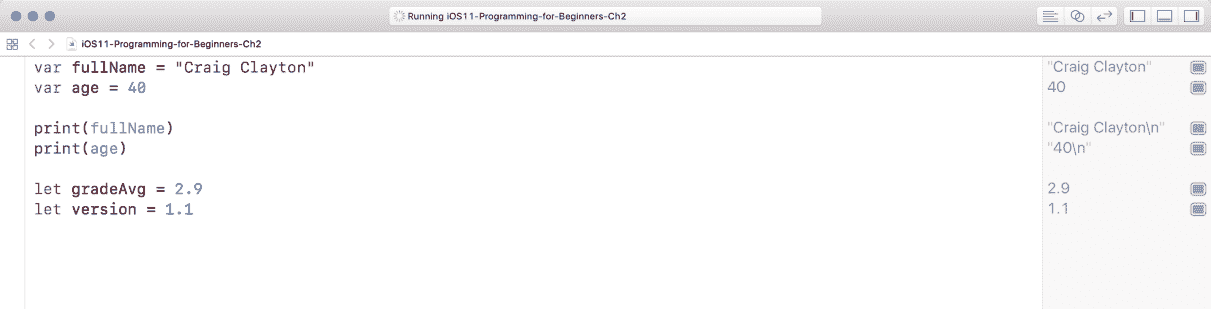 Running iOS11-Programming-for-Beginners-Ch2
iOS11-Programming-for-Beginners-Ch2
var fullName = "Craig Clayton"
var age = 40
print(fullName)
print(age)
let gradeAvg = 2.9
let version = 1.1
"Craig Clayton"
40
"Craig Clayton\n"
"40\n"
2.9
1.1